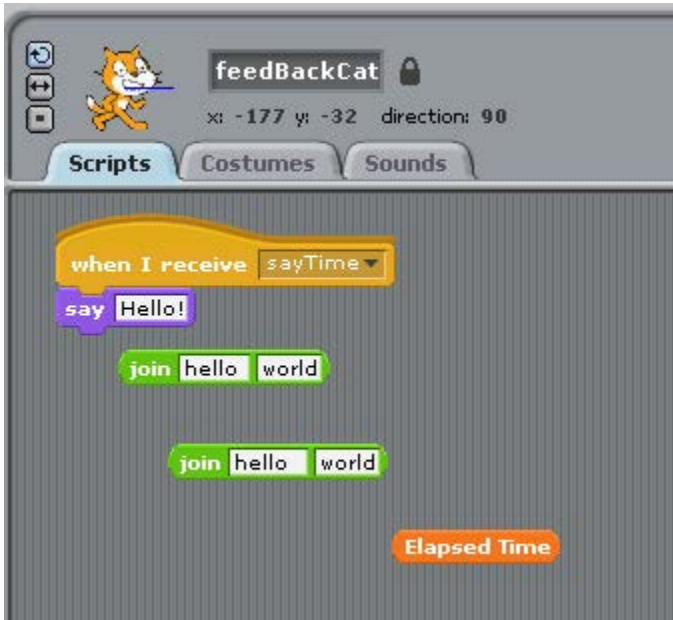 feedBackCat
x: -177 y: -32 direction: 90
Scripts Costumes Sounds
when I receive sayTime
say Hello!
join hello world
join hello world
Elapsed Time